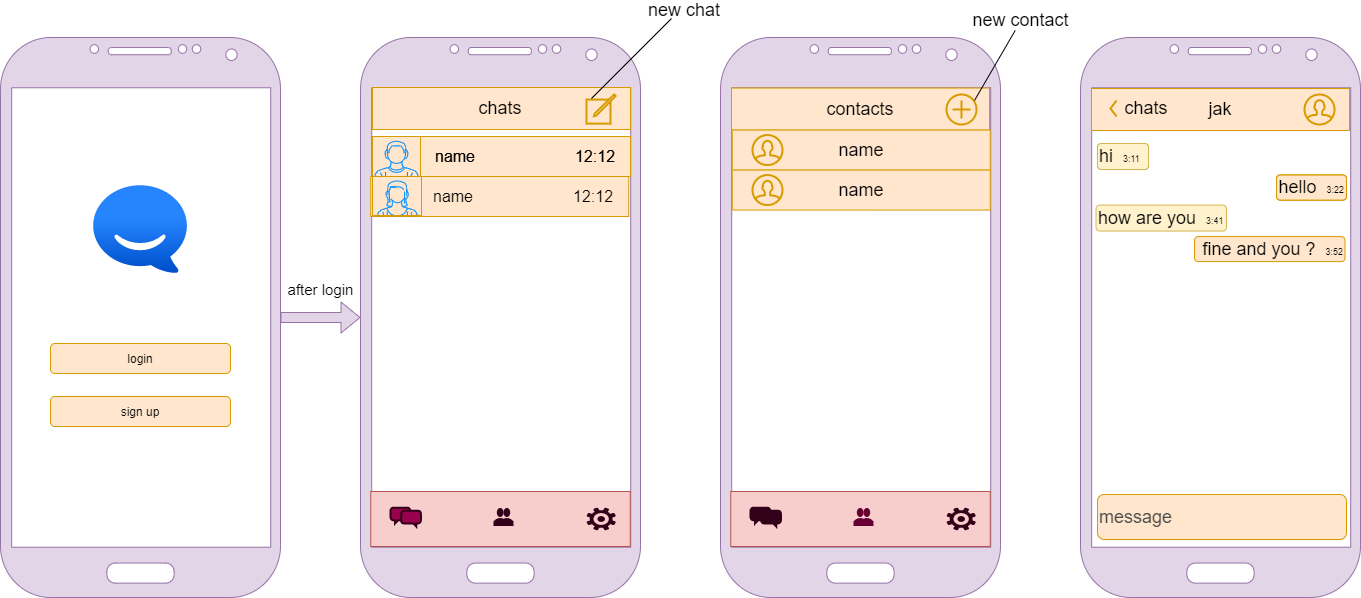 new chat
new contact
after login
login
sign up
chats
name 12:12
name 12:12
contacts
name
name
chats jak
hi 3:11
hello 3:22
how are you 3:41
fine and you ? 3:52
message